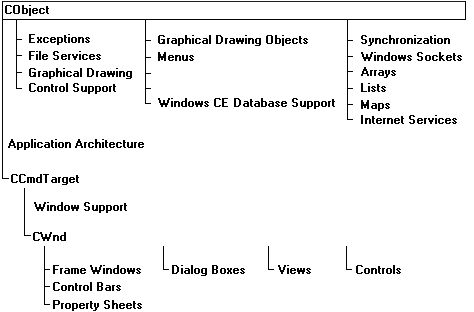 CObject
Exceptions
File Services
Graphical Drawing
Control Support
Graphical Drawing Objects
Menus
Windows CE Database Support
Synchronization
Windows Sockets
Arrays
Lists
Maps
Internet Services
Application Architecture
CCmdTarget
Window Support
CWnd
Frame Windows
Control Bars
Property Sheets
Dialog Boxes
Views
Controls